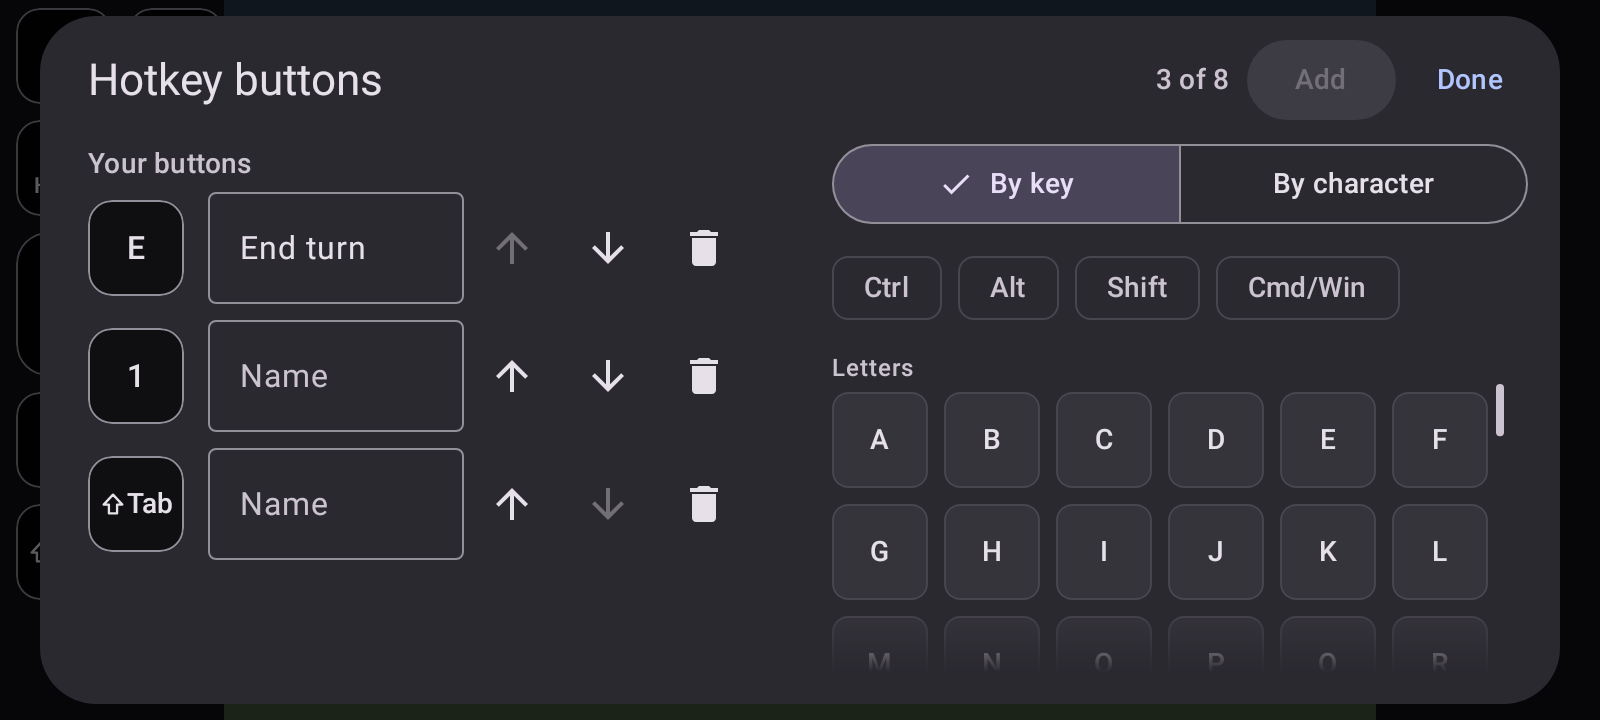 Hotkey buttons
3 of 8
Add
Done
Your buttons
E
End turn
1
Name
⇧Tab
Name
By key
By character
Ctrl
Alt
Shift
Cmd/Win
Letters
A B C D E F
G H I J K L
M N O P Q R